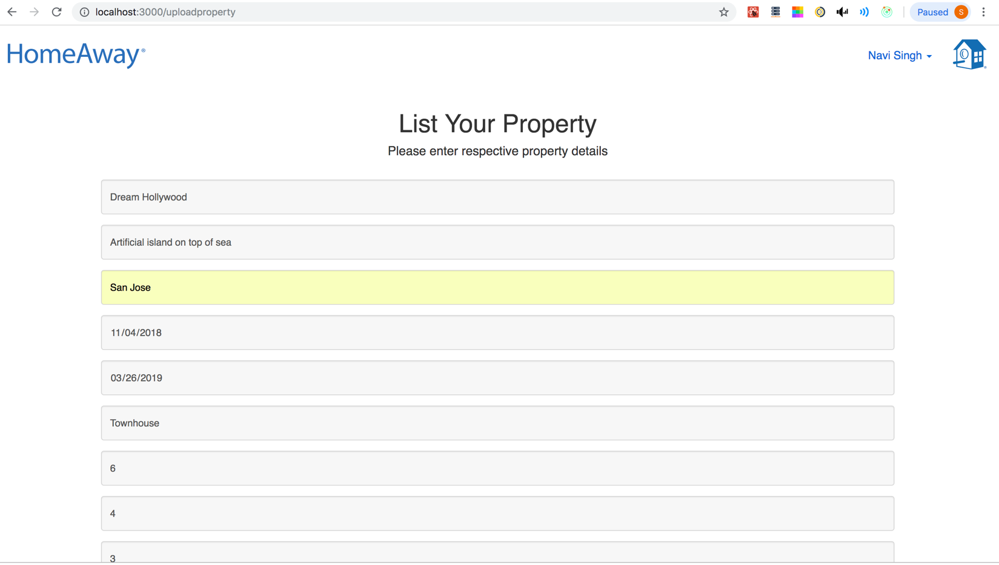 localhost:3000/uploadproperty
Paused S
HomeAway®
Navi Singh
List Your Property
Please enter respective property details
Dream Hollywood
Artificial island on top of sea
San Jose
11/04/2018
03/26/2019
Townhouse
6
4
3